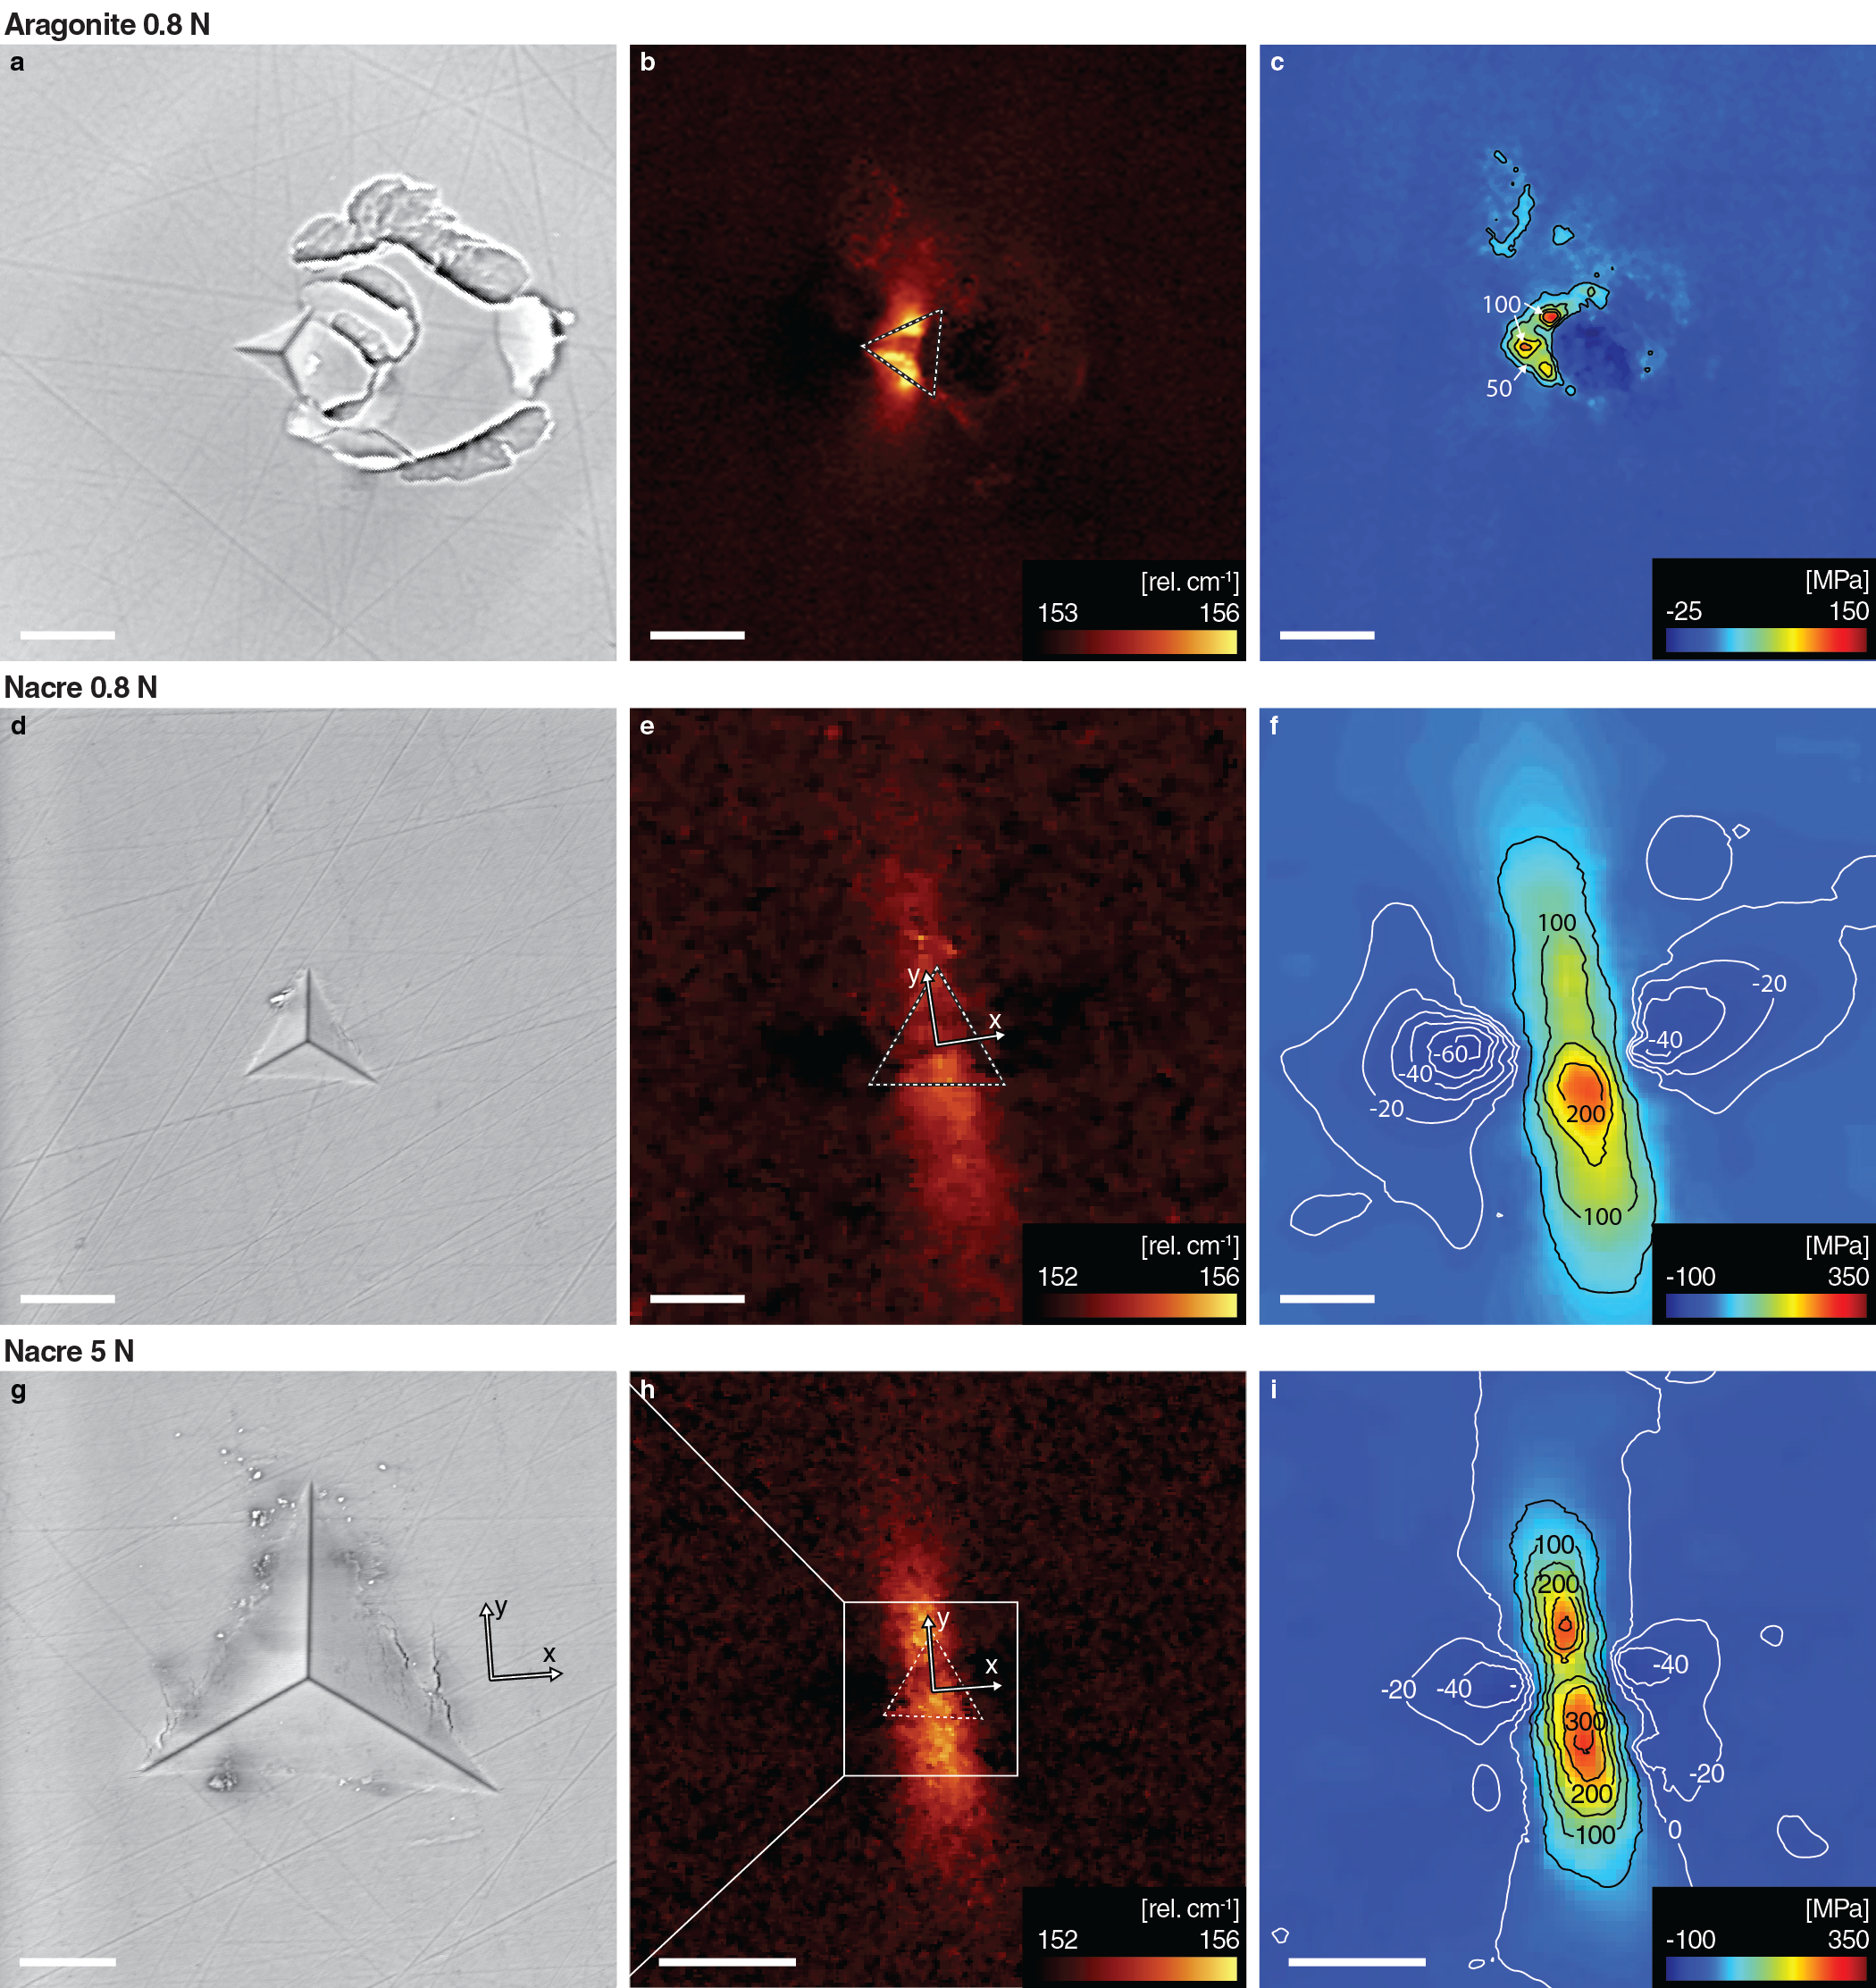 Aragonite 0.8 N
a
b
c
100
50
[rel. cm⁻¹]
153 156
[MPa]
-25 150
Nacre 0.8 N
d
e
f
y
x
100
-20
-40
-60
-40
-20
200
100
[rel. cm⁻¹]
152 156
[MPa]
-100 350
Nacre 5 N
g
h
i
y
x
y
x
100
200
-40
-20 -40 -
300
-20
200
100
0
[rel. cm⁻¹]
152 156
[MPa]
-100 350